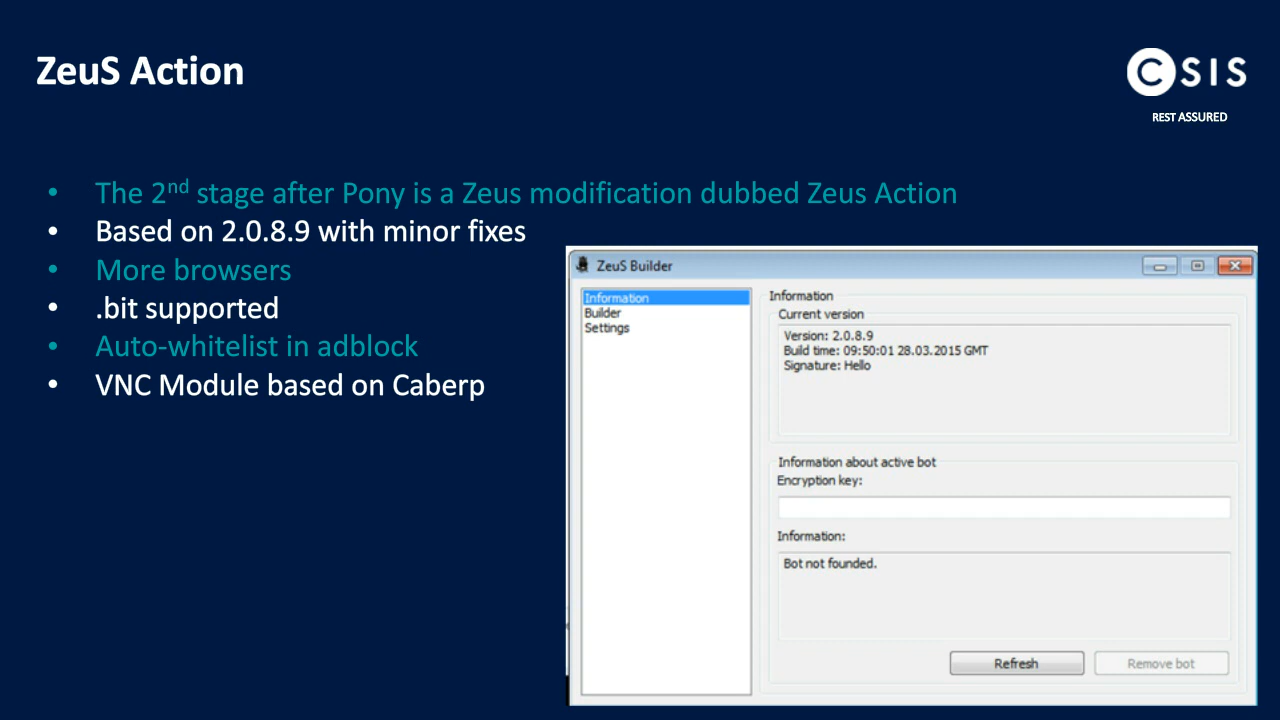 ZeuS Action
CSIS
REST ASSURED
• The 2nd stage after Pony is a Zeus modification dubbed Zeus Action
• Based on 2.0.8.9 with minor fixes
• More browsers
• .bit supported
• Auto-whitelist in adblock
• VNC Module based on Caberp
ZeuS Builder
Information
Builder
Settings
Information
Current version
Version: 2.0.8.9
Build time: 09:50:01 28.03.2015 GMT
Signature: Hello
Information about active bot
Encryption key:
Information:
Bot not founded.
Refresh
Remove bot